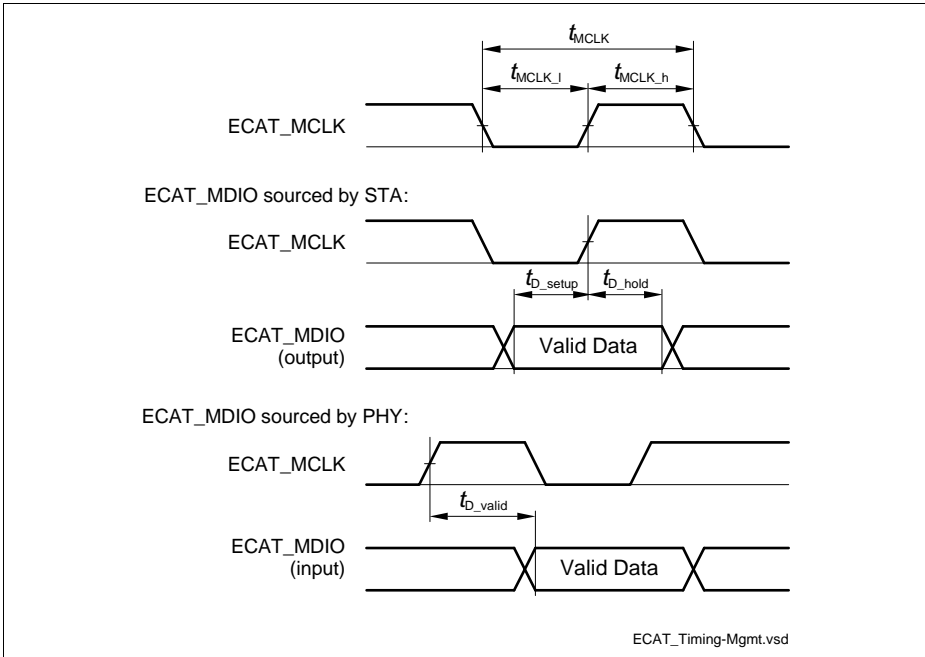 tMCLK
tMCLK_l
tMCLK_h
ECAT_MCLK
ECAT_MDIO sourced by STA:
ECAT_MCLK
tD_setup
tD_hold
ECAT_MDIO
(output)
Valid Data
ECAT_MDIO sourced by PHY:
ECAT_MCLK
tD_valid
ECAT_MDIO
(input)
Valid Data
ECAT_Timing-Mgmt.vsd